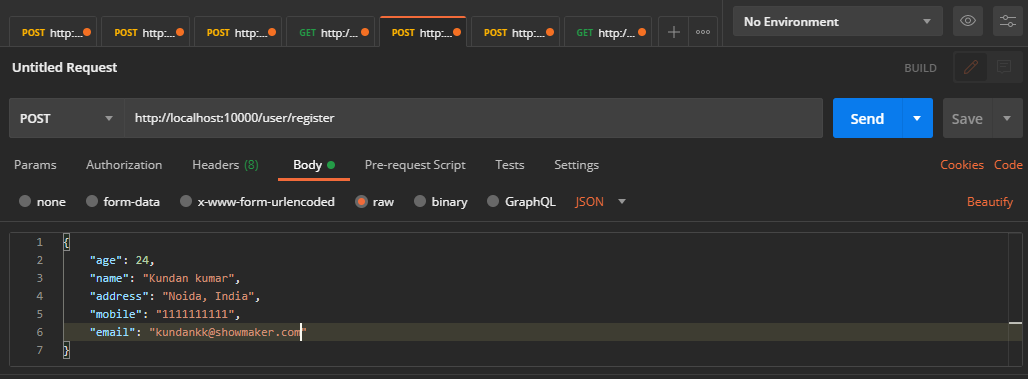 POST http:... POST http:... POST http:... GET http:/... POST http:... POST http:... GET http:/... No Environment
Untitled Request BUILD
POST http://localhost:10000/user/register Send Save
Params Authorization Headers (8) Body Pre-request Script Tests Settings Cookies Code
none form-data x-www-form-urlencoded raw binary GraphQL JSON Beautify
1 {
2 "age": 24,
3 "name": "Kundan kumar",
4 "address": "Noida, India",
5 "mobile": "1111111111",
6 "email": "kundankk@showmaker.com"
7 }